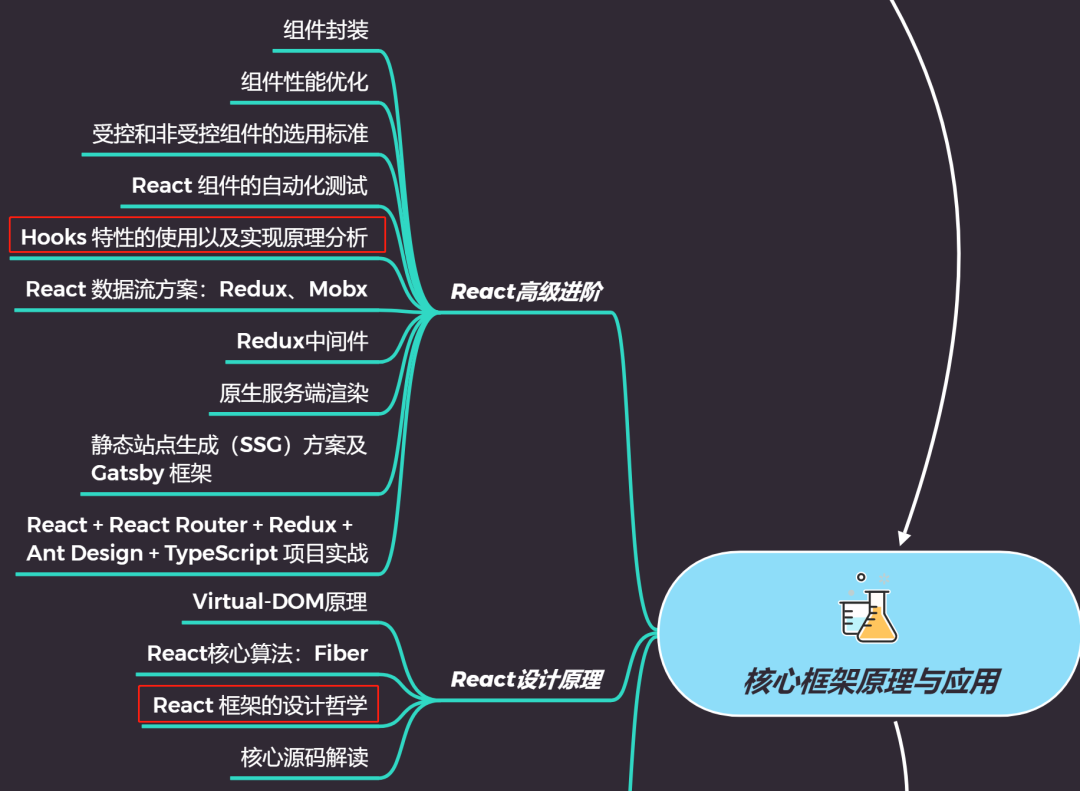 组件封装
组件性能优化
受控和非受控组件的选用标准
React 组件的自动化测试
Hooks 特性的使用以及实现原理分析
React 数据流方案：Redux、Mobx
Redux中间件
原生服务端渲染
静态站点生成（SSG）方案及
Gatsby 框架
React + React Router + Redux +
Ant Design + TypeScript 项目实战
React高级进阶
Virtual-DOM原理
React核心算法：Fiber
React 框架的设计哲学
核心源码解读
React设计原理
核心框架原理与应用